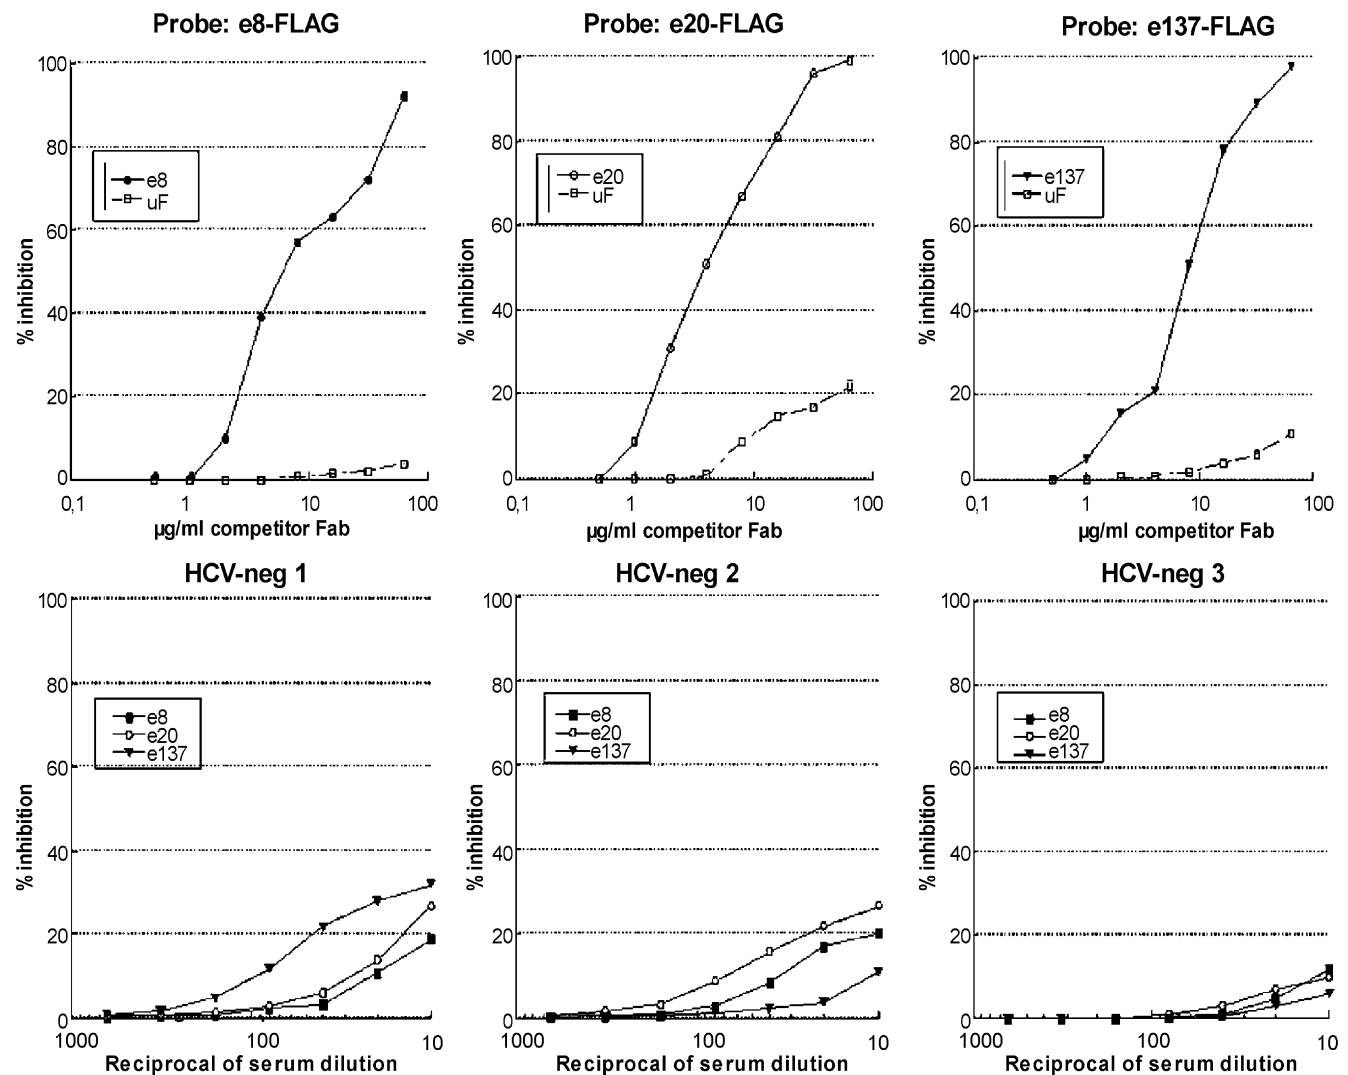 Probe: e8-FLAG
100
80
60
40
20
0
% inhibition
e8
uF
0,1
1
10
100
µg/ml competitor Fab
Probe: e20-FLAG
100
80
60
40
20
0
% inhibition
e20
uF
0,1
1
10
100
µg/ml competitor Fab
Probe: e137-FLAG
100
80
60
40
20
0
% inhibition
e137
uF
0,1
1
10
100
µg/ml competitor Fab
HCV-neg 1
100
80
60
40
20
0
% inhibition
e8
e20
e137
1000
100
10
Reciprocal of serum dilution
HCV-neg 2
100
80
60
40
20
0
% inhibition
e8
e20
e137
1000
100
10
Reciprocal of serum dilution
HCV-neg 3
100
80
60
40
20
0
% inhibition
e8
e20
e137
1000
100
10
Reciprocal of serum dilution